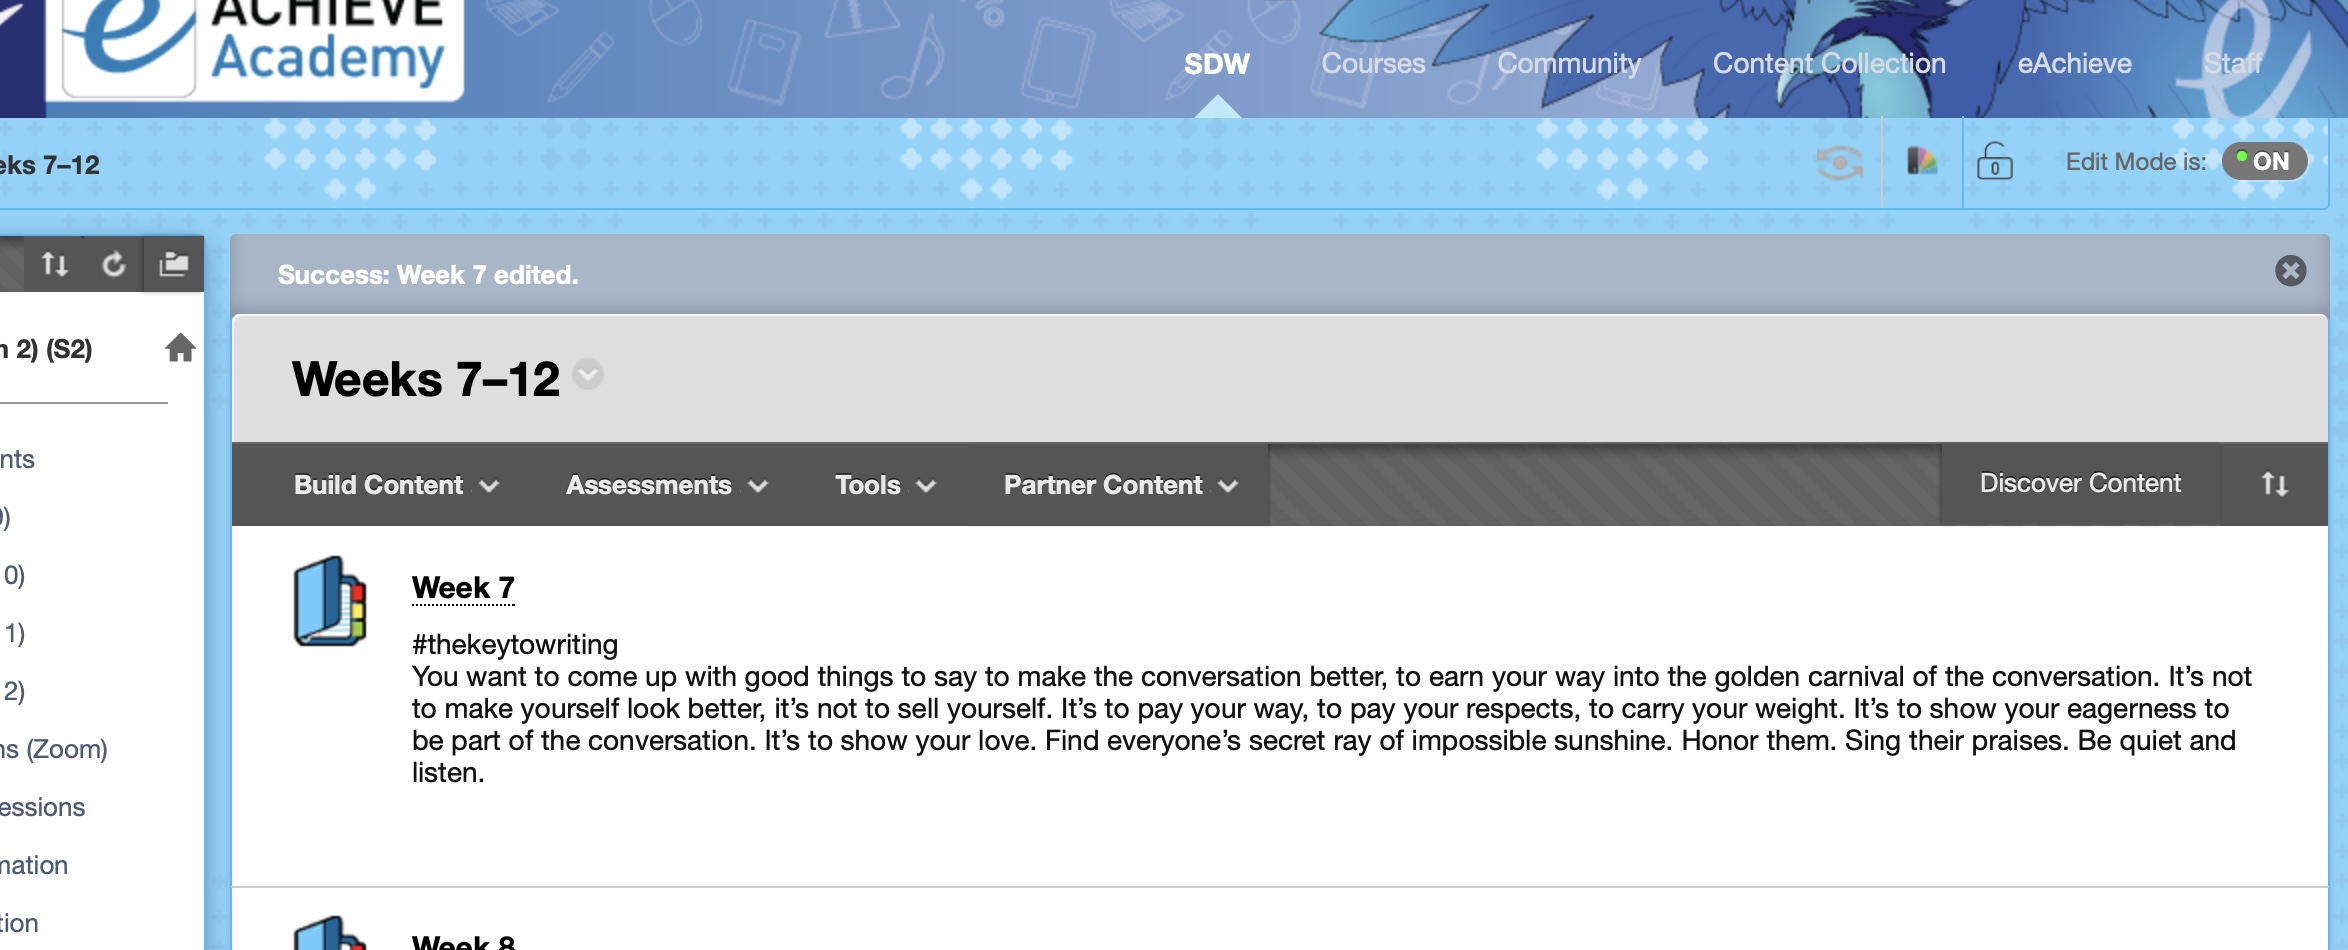 ACHIEVE
Academy
SDW
Courses
Community
Content Collection
eAchieve
Staff
eks 7–12
Edit Mode is:
ON
Success: Week 7 edited.
n 2) (S2)
Weeks 7–12
Build Content
Assessments
Tools
Partner Content
Discover Content
nts
)
0)
1)
2)
ns (Zoom)
essions
mation
tion
Week 7
#thekeytowriting
You want to come up with good things to say to make the conversation better, to earn your way into the golden carnival of the conversation. It’s not
to make yourself look better, it’s not to sell yourself. It’s to pay your way, to pay your respects, to carry your weight. It’s to show your eagerness to
be part of the conversation. It’s to show your love. Find everyone’s secret ray of impossible sunshine. Honor them. Sing their praises. Be quiet and
listen.
Week 8